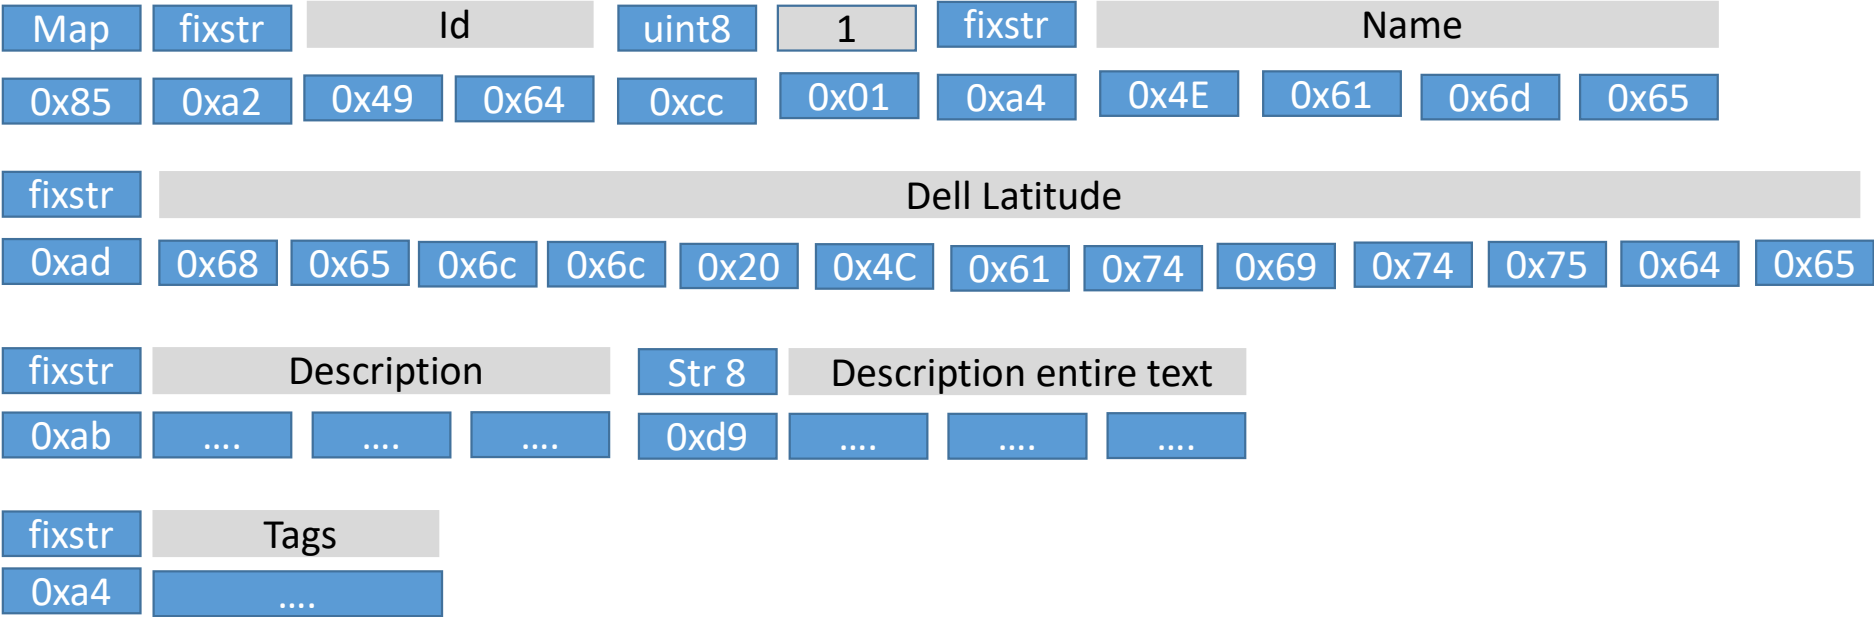 Map fixstr Id uint8 1 fixstr Name
0x85 0xa2 0x49 0x64 0xcc 0x01 0xa4 0x4E 0x61 0x6d 0x65
fixstr Dell Latitude
0xad 0x68 0x65 0x6c 0x6c 0x20 0x4C 0x61 0x74 0x69 0x74 0x75 0x64 0x65
fixstr Description Str 8 Description entire text
0xab .... .... .... 0xd9 .... .... ....
fixstr Tags
0xa4 ....